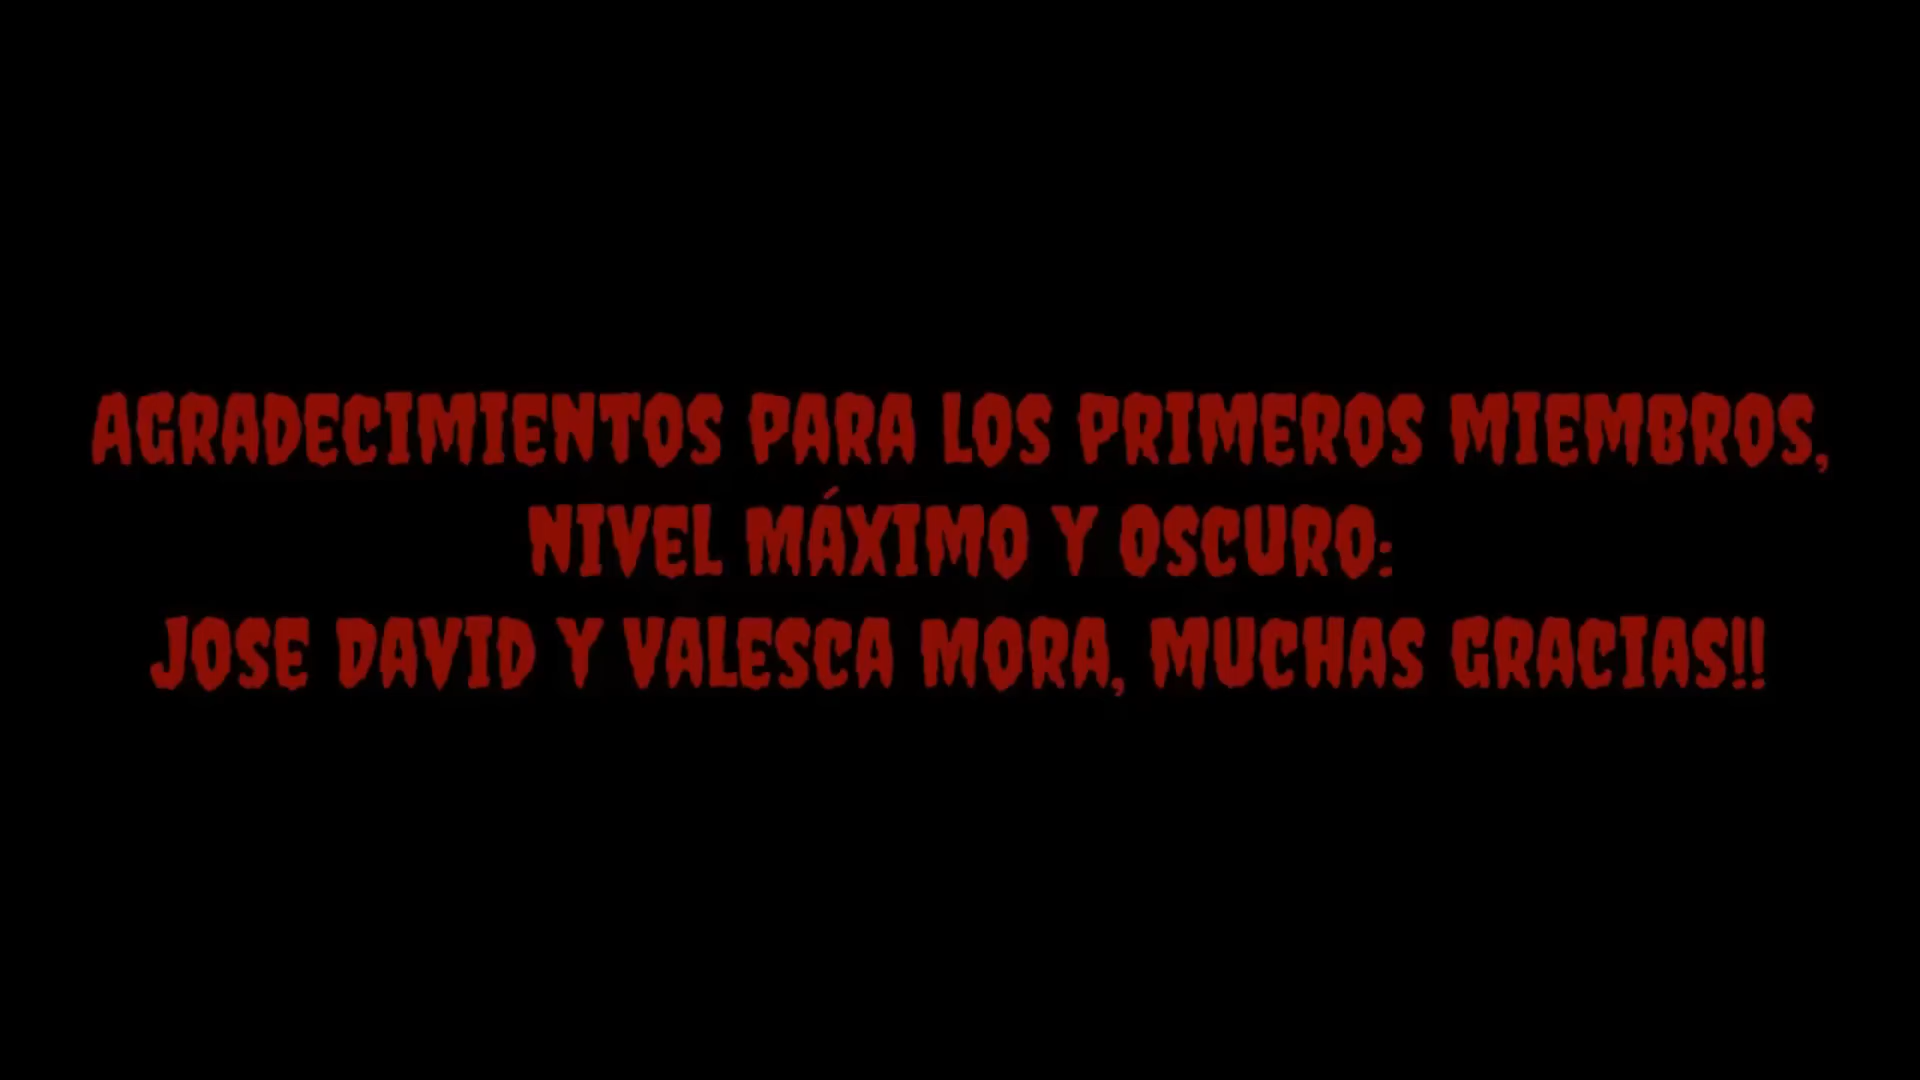 AGRADECIMIENTOS PARA LOS PRIMEROS MIEMBROS,
NIVEL MÁXIMO Y OSCURO:
JOSE DAVID Y VALESCA MORA, MUCHAS GRACIAS!!